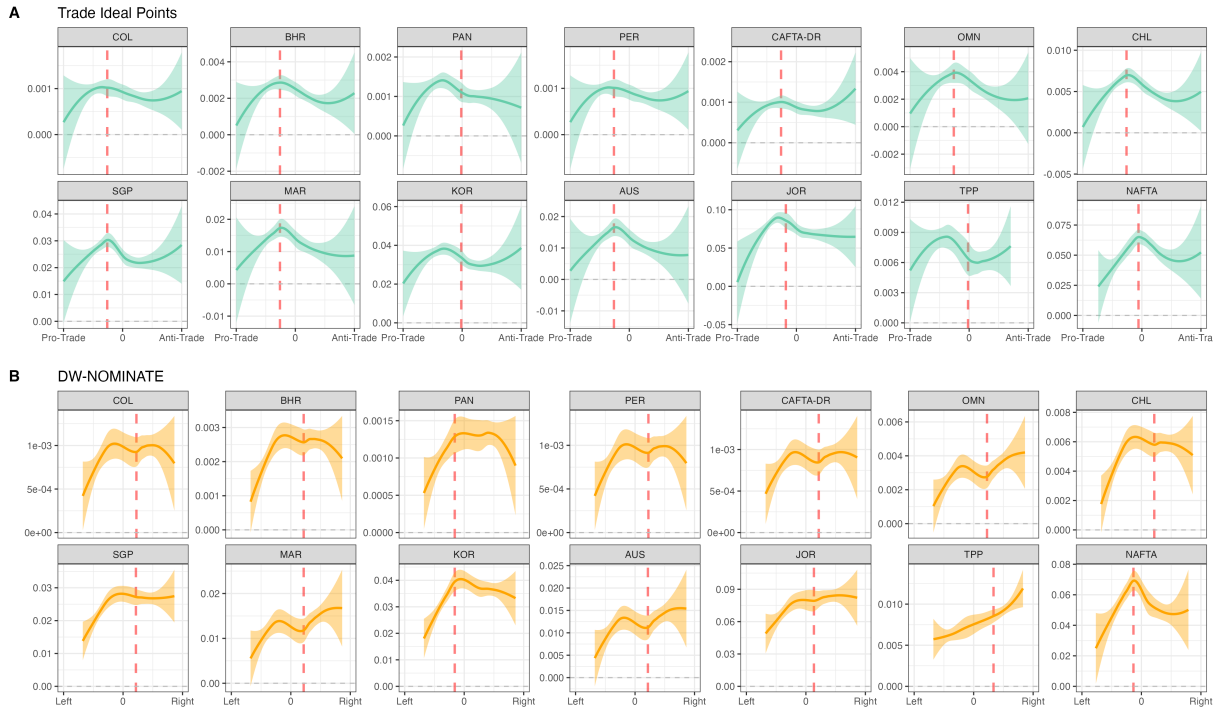 A Trade Ideal Points
COL BHR PAN PER CAFTA-DR OMN CHL
0.001 0.000
0.004 0.002 0.000 -0.002
0.002 0.001 0.000
0.001 0.000
0.002 0.001 0.000
0.004 0.002 0.000 -0.002
0.010 0.005 0.000 -0.005
SGP MAR KOR AUS JOR TPP NAFTA
0.04 0.03 0.02 0.01 0.00
0.02 0.01 0.00 -0.01
0.06 0.04 0.02 0.00
0.02 0.01 0.00 -0.01
0.10 0.05 0.00 -0.05
0.012 0.009 0.006 0.003 0.000
0.075 0.050 0.025 0.000
Pro-Trade 0 Anti-Trade Pro-Trade 0 Anti-Trade Pro-Trade 0 Anti-Trade Pro-Trade 0 Anti-Trade Pro-Trade 0 Anti-Trade Pro-Trade 0 Anti-Trade Pro-Trade 0 Anti-Tra
B DW-NOMINATE
COL BHR PAN PER CAFTA-DR OMN CHL
1e-03 5e-04 0e+00
0.003 0.002 0.001 0.000
0.0015 0.0010 0.0005 0.0000
1e-03 5e-04 0e+00
1e-03 5e-04 0e+00
0.006 0.004 0.002 0.000
0.008 0.006 0.004 0.002 0.000
SGP MAR KOR AUS JOR TPP NAFTA
0.03 0.02 0.01 0.00
0.02 0.01 0.00
0.04 0.03 0.02 0.01 0.00
0.025 0.020 0.015 0.010 0.005 0.000
0.09 0.06 0.03 0.00
0.010 0.005 0.000
0.08 0.06 0.04 0.02 0.00
Left 0 Right Left 0 Right Left 0 Right Left 0 Right Left 0 Right Left 0 Right Left 0 Right